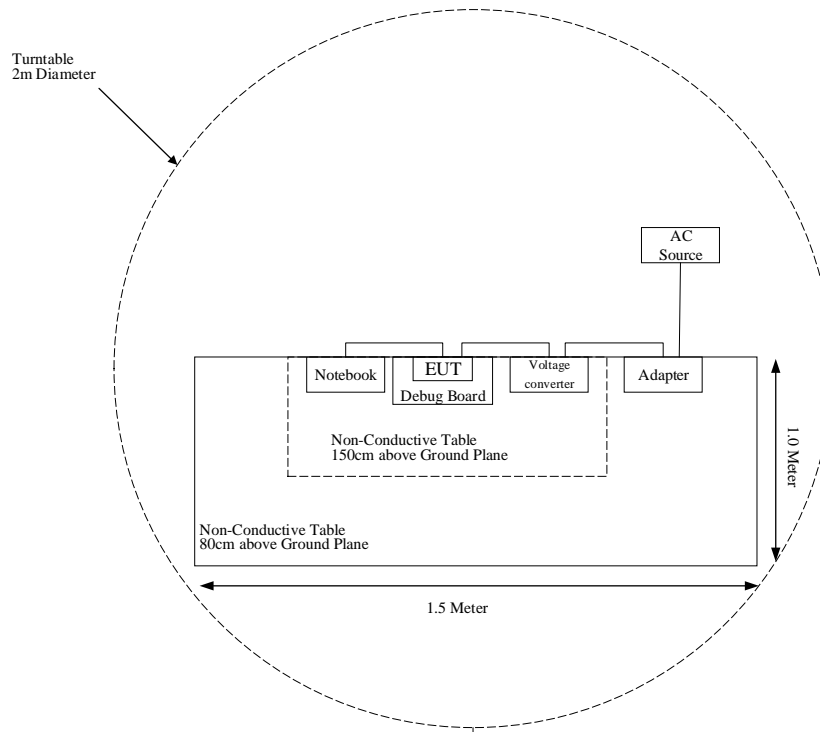 Turntable
2m Diameter
AC
Source
Notebook
EUT
Debug Board
Voltage
converter
Adapter
Non-Conductive Table
150cm above Ground Plane
1.0 Meter
Non-Conductive Table
80cm above Ground Plane
1.5 Meter